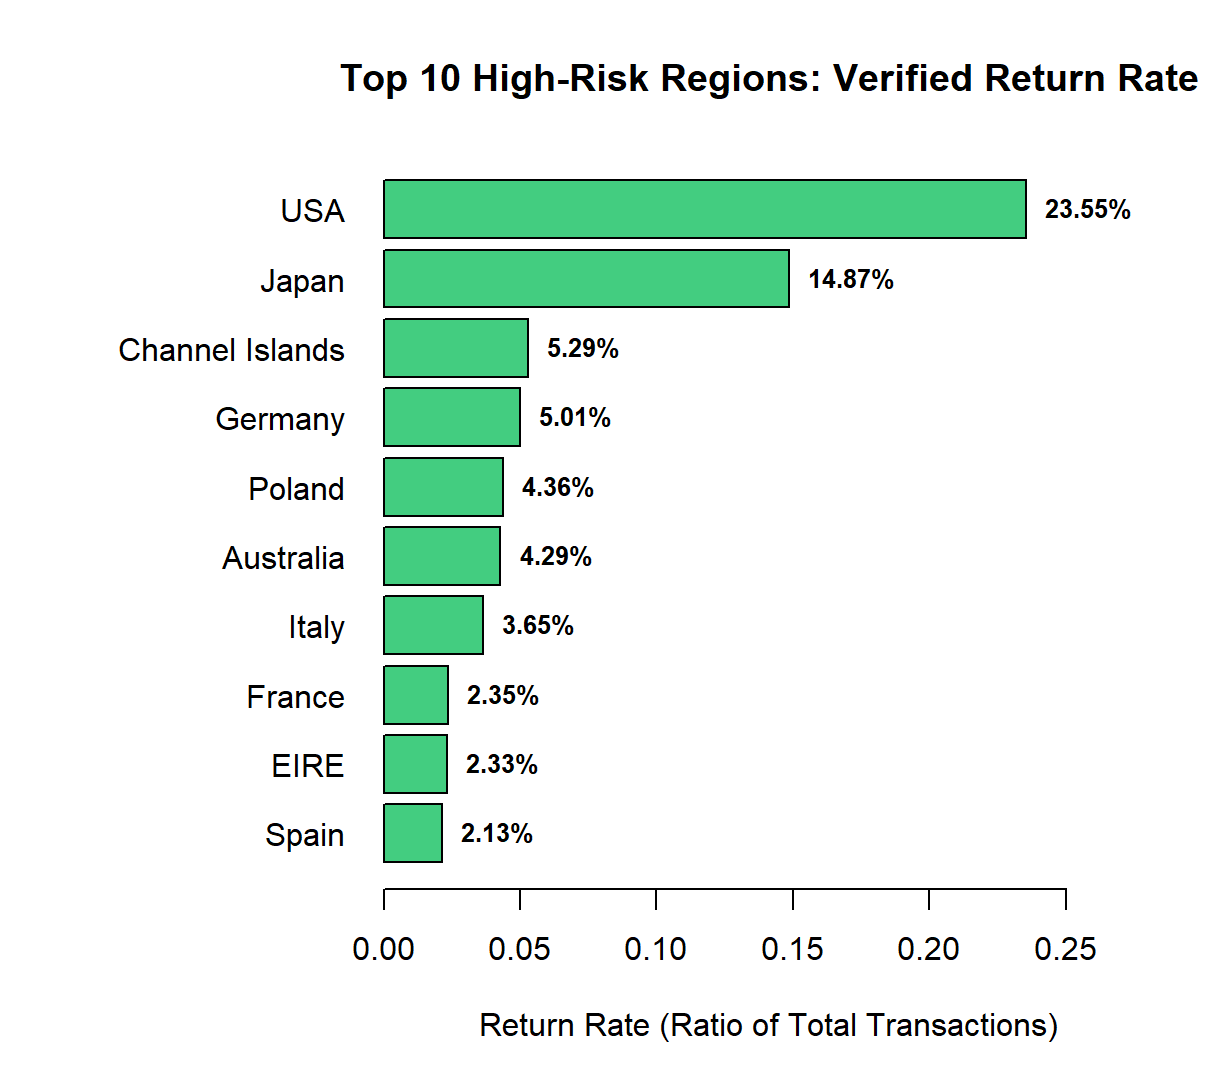 Top 10 High-Risk Regions: Verified Return Rate
USA 23.55%
Japan 14.87%
Channel Islands 5.29%
Germany 5.01%
Poland 4.36%
Australia 4.29%
Italy 3.65%
France 2.35%
EIRE 2.33%
Spain 2.13%
0.00 0.05 0.10 0.15 0.20 0.25
Return Rate (Ratio of Total Transactions)